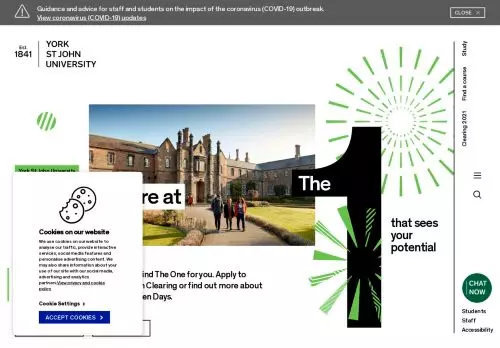 Guidance and advice for staff and students on the impact of the coronavirus (COVID-19) outbreak.
View coronavirus (COVID-19) updates
CLOSE ×
Est.
1841
YORK
ST JOHN
UNIVERSITY
Study
Find a course
Clearing 2021
York St John University
re at
The
1
that sees
your
potential
Cookies on our website
We use cookies on our website to
analyse our traffic, provide interactive
services, social media features and
personalise advertising content. We
may also share information about your
use of our site with our social media,
advertising and analytics
partners.View privacy and cookie
policy
Cookie Settings
ACCEPT COOKIES
ind The One for you. Apply to
Clearing or find out more about
en Days.
CHAT
NOW
Students
Staff
Accessibility